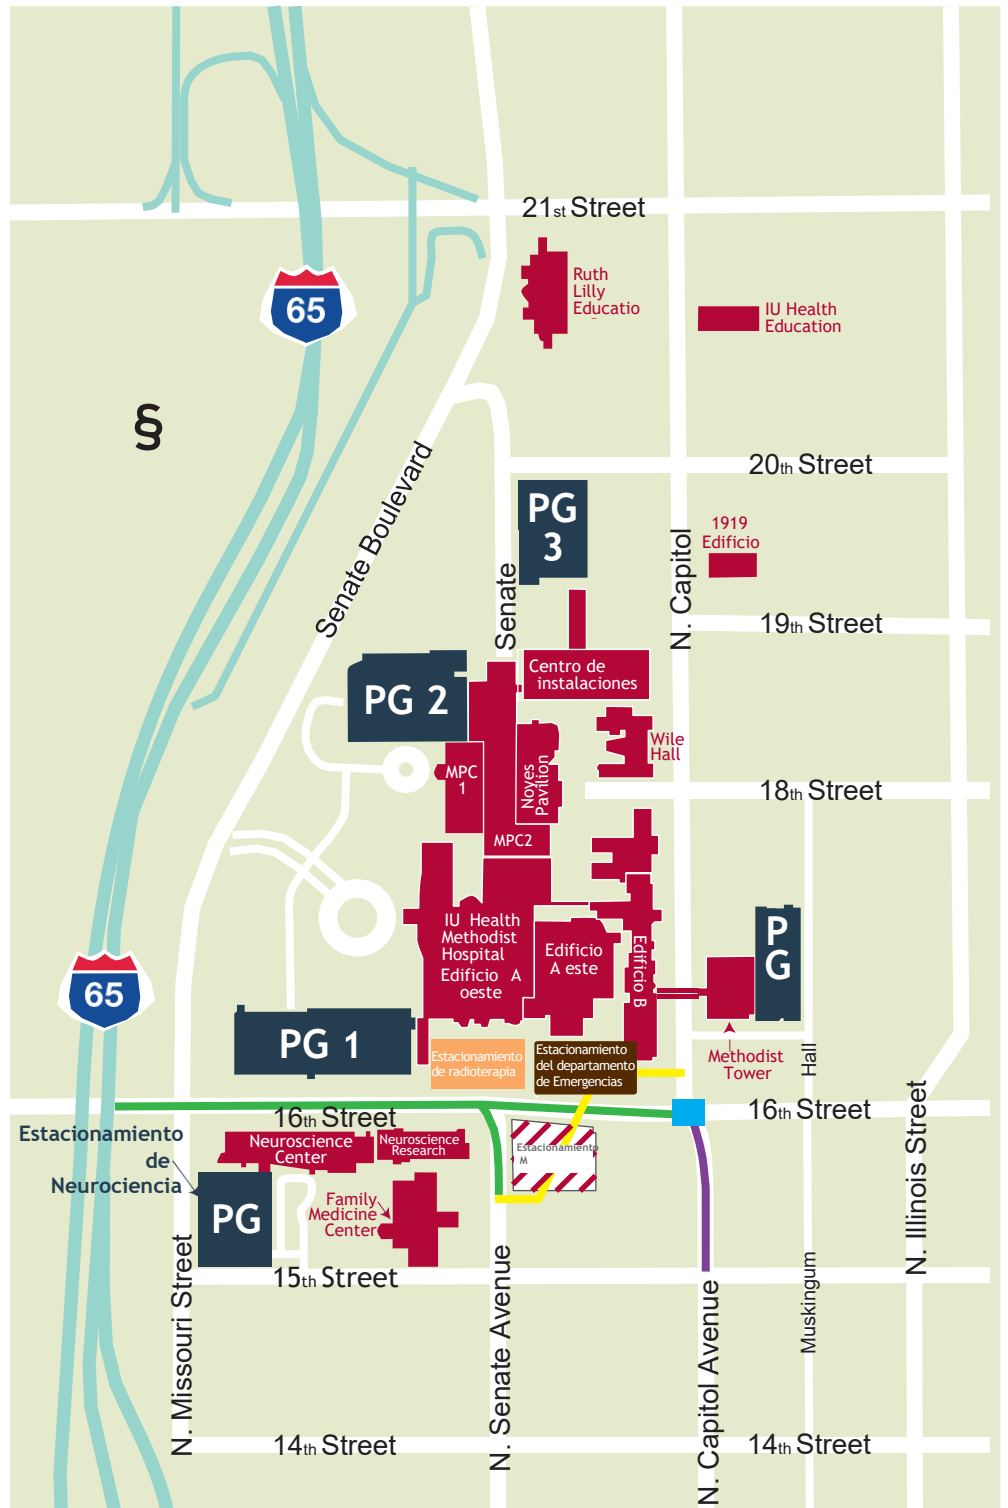 21st Street
65
Ruth
Lilly
Educatio
IU Health
Education
§
Senate Boulevard
20th Street
PG
3
1919
Edificio
N. Capitol
Senate
19th Street
Centro de
instalaciones
PG 2
Wile
Hall
MPC
1
Noyes
Pavilion
18th Street
MPC2
IU Health
Methodist
Hospital
Edificio A
oeste
Edificio
A este
Edificio B
P
G
65
PG 1
Estacionamiento
de radioterapia
Estacionamiento
del departamento
de Emergencias
Methodist
Tower
Hall
16th Street
16th Street
Estacionamiento
de
Neurociencia
Neuroscience
Center
Neuroscience
Research
Estacionamiento
M
PG
Family
Medicine
Center
N. Illinois Street
15th Street
N. Missouri Street
N. Senate Avenue
N. Capitol Avenue
Muskingum
14th Street
14th Street